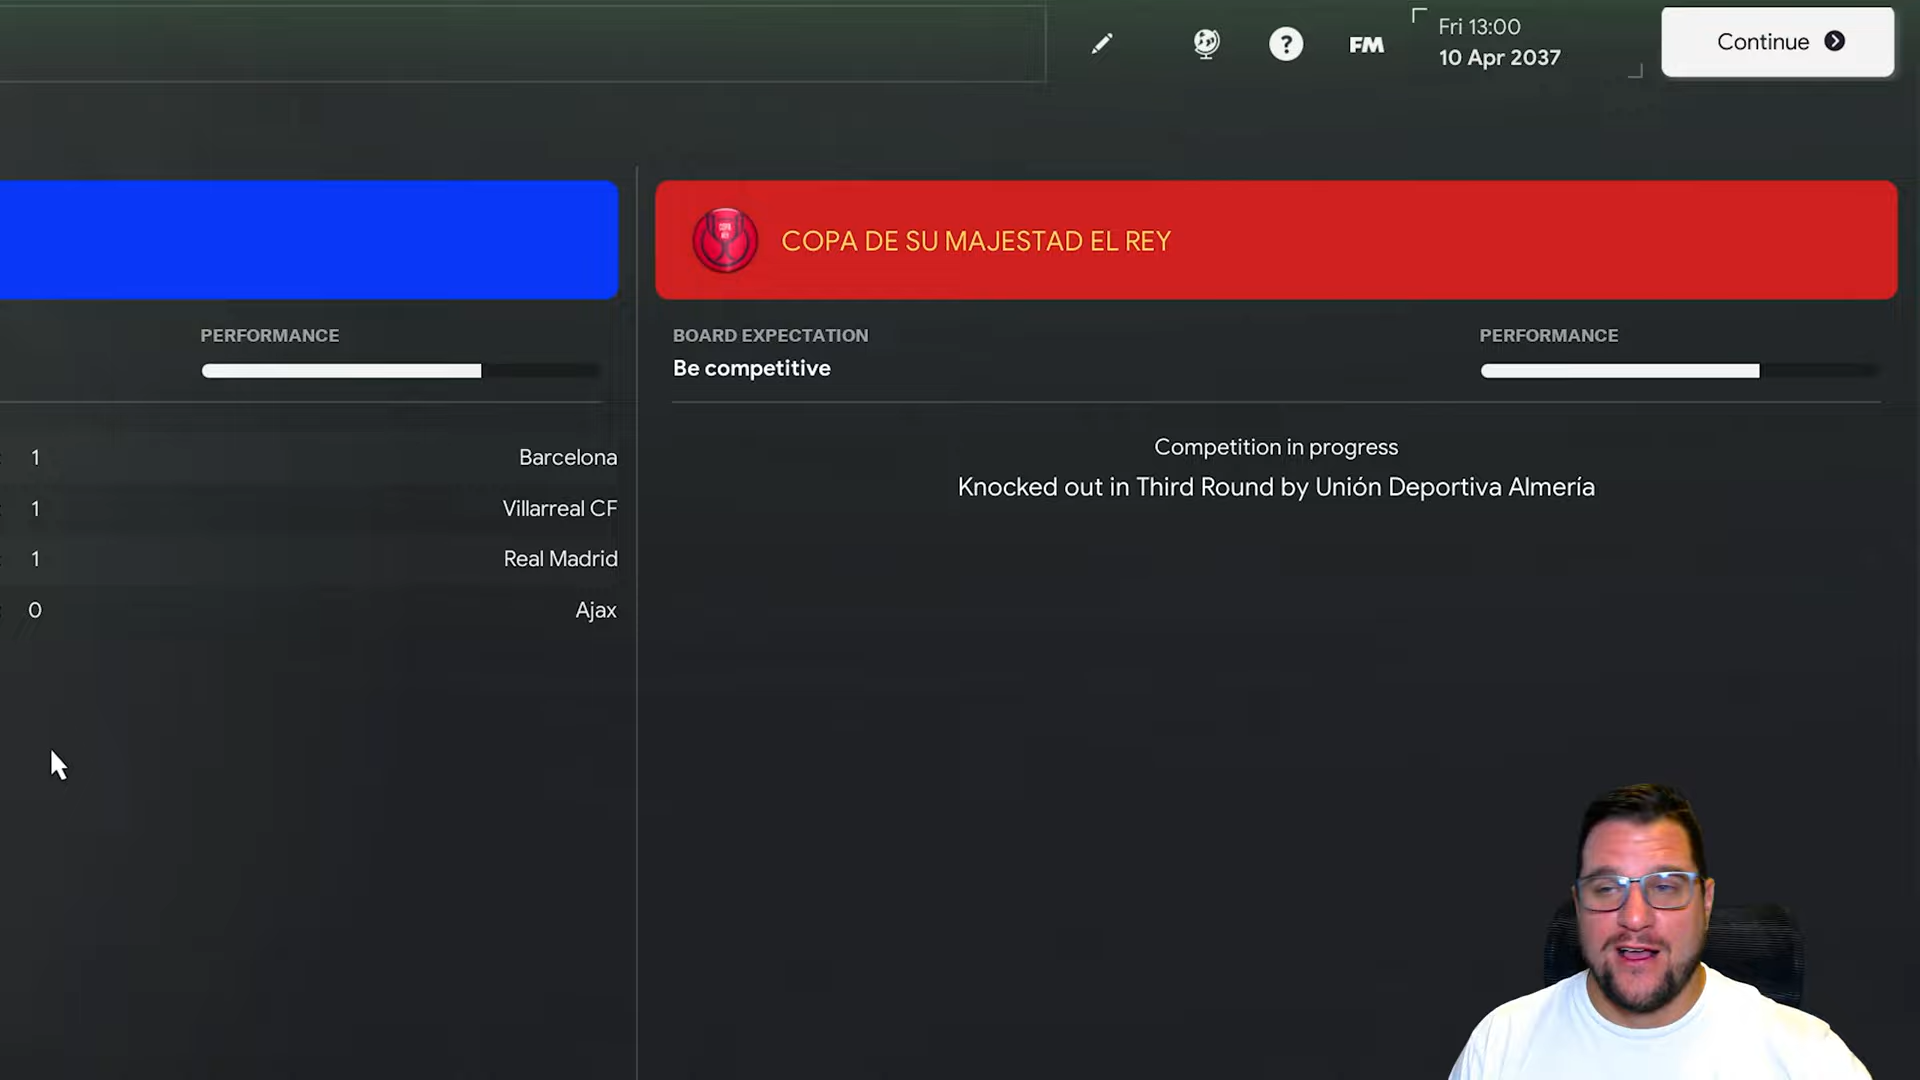 Fri 13:00
10 Apr 2037
FM
?
Continue
COPA DE SU MAJESTAD EL REY
PERFORMANCE
BOARD EXPECTATION
Be competitive
PERFORMANCE
1 Barcelona
1 Villarreal CF
1 Real Madrid
0 Ajax
Competition in progress
Knocked out in Third Round by Unión Deportiva Almería